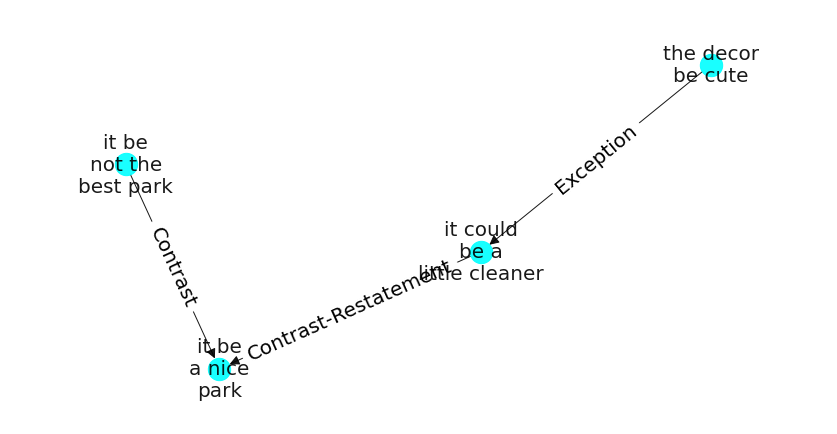 the decor
be cute
Exception
it be
not the
best park
it could
be a
little cleaner
Contrast
Contrast-Restatement
it be
a nice
park